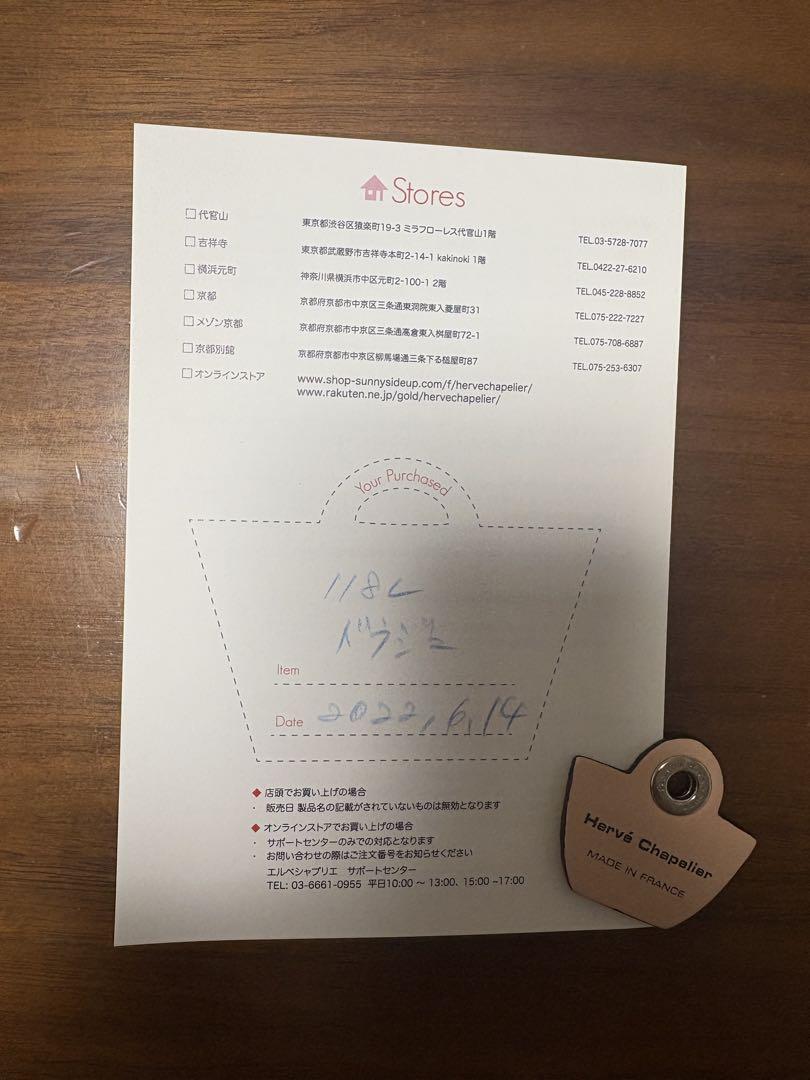 Stores
代官山 東京都渋谷区猿楽町19-3 ミラフローレス代官山1階 TEL.03-5728-7077
吉祥寺 東京都武蔵野市吉祥寺本町2-14-1 kakinoki 1階 TEL.0422-27-6210
横浜元町 神奈川県横浜市中区元町2-100-1 2階 TEL.045-228-8852
京都 京都府京都市中京区三条通東洞院東入菱屋町31 TEL.075-222-7227
メゾン京都 京都府京都市中京区三条通高倉東入桝屋町72-1 TEL.075-708-6887
京都別館 京都府京都市中京区柳馬場通三条下る槌屋町87 TEL.075-253-6307
オンラインストア www.shop-sunnysideup.com/f/hervechapelier/
www.rakuten.ne.jp/gold/hervechapelier/
Your Purchased
118L
Item
Date 2022,6,14
◆ 店頭でお買い上げの場合
・ 販売日 製品名の記載がされていないものは無効となります
◆ オンラインストアでお買い上げの場合
・ サポートセンターのみでの対応となります
・ お問い合わせの際はご注文番号をお知らせください
エルベシャプリエ サポートセンター
TEL: 03-6661-0955 平日10:00 〜 13:00、15:00 ~17:00
Hervé Chapelier
MADE IN FRANCE